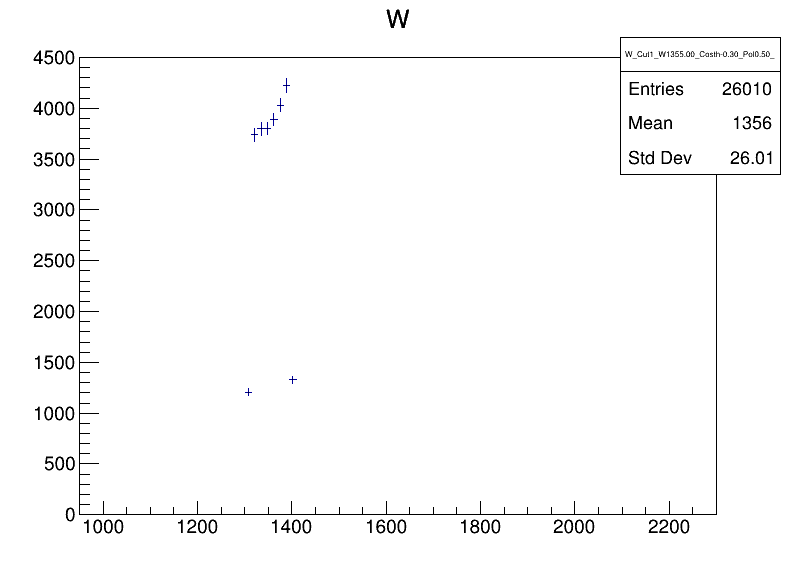 W
W_Cut1_W1355.00_Costh-0.30_Pol0.50_
Entries 26010
Mean 1356
Std Dev 26.01
4500
4000
3500
3000
2500
2000
1500
1000
500
0
1000 1200 1400 1600 1800 2000 2200